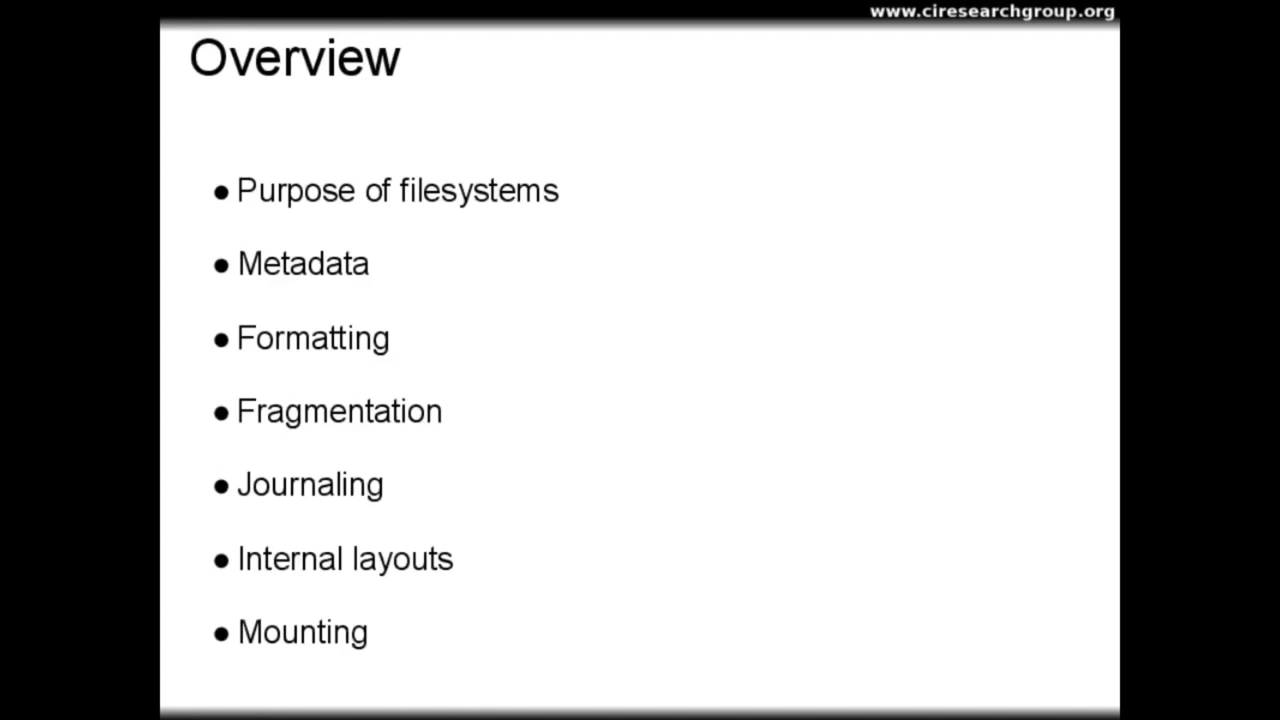 www.ciresearchgroup.org
Overview
● Purpose of filesystems
● Metadata
● Formatting
● Fragmentation
● Journaling
● Internal layouts
● Mounting